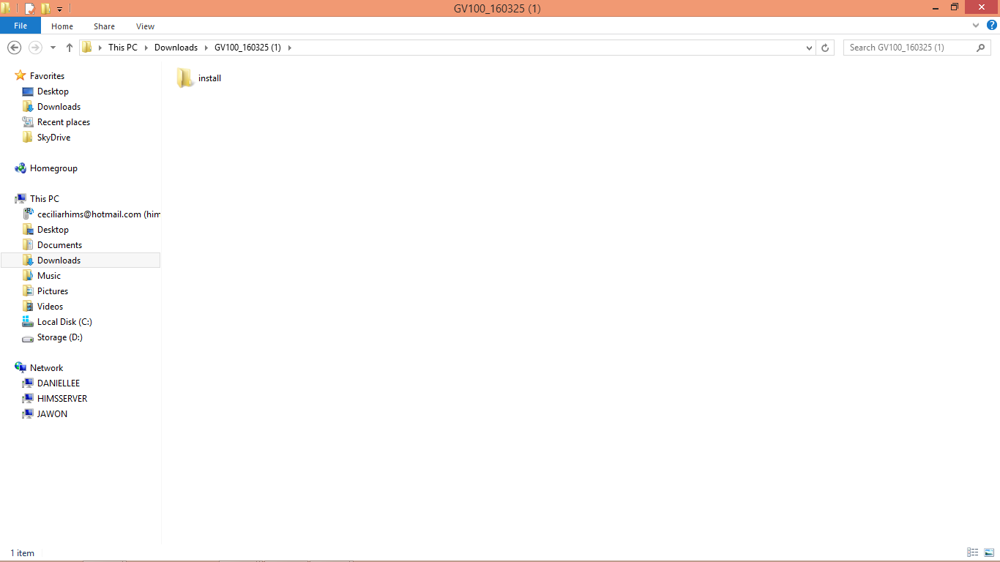 GV100_160325 (1)
File Home Share View
This PC Downloads GV100_160325 (1) Search GV100_160325 (1)
Favorites
Desktop
Downloads
Recent places
SkyDrive
Homegroup
This PC
ceciliarhims@hotmail.com (him
Desktop
Documents
Downloads
Music
Pictures
Videos
Local Disk (C:)
Storage (D:)
Network
DANIELLEE
HIMSSERVER
JAWON
install
1 item